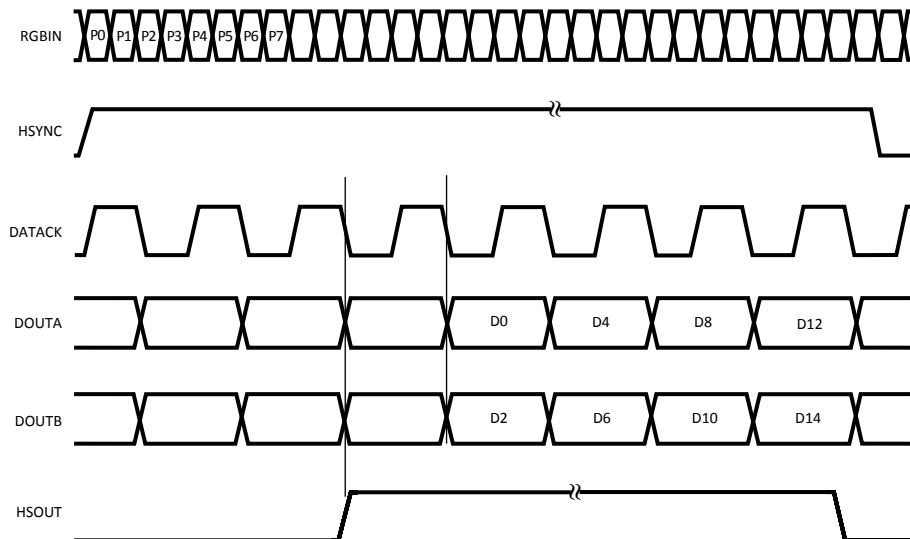 RGBIN P0 P1 P2 P3 P4 P5 P6 P7
HSYNC
DATACK
DOUTA D0 D4 D8 D12
DOUTB D2 D6 D10 D14
HSOUT